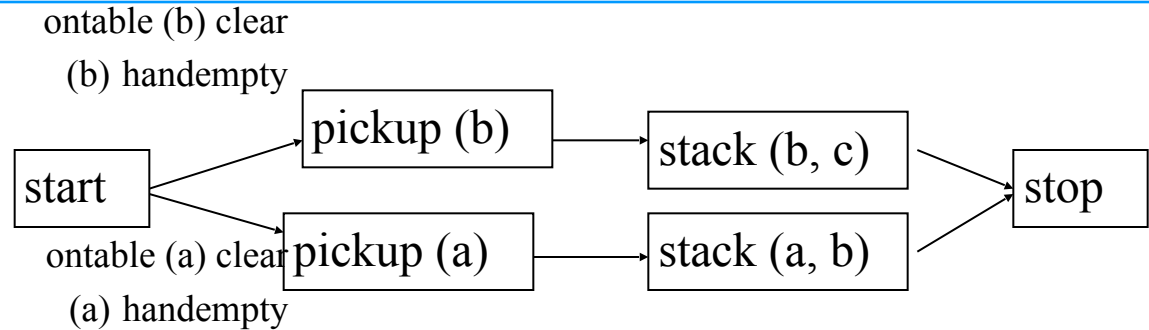 ontable (b) clear
(b) handempty
pickup (b)
stack (b, c)
start
stop
ontable (a) clear
(a) handempty
pickup (a)
stack (a, b)